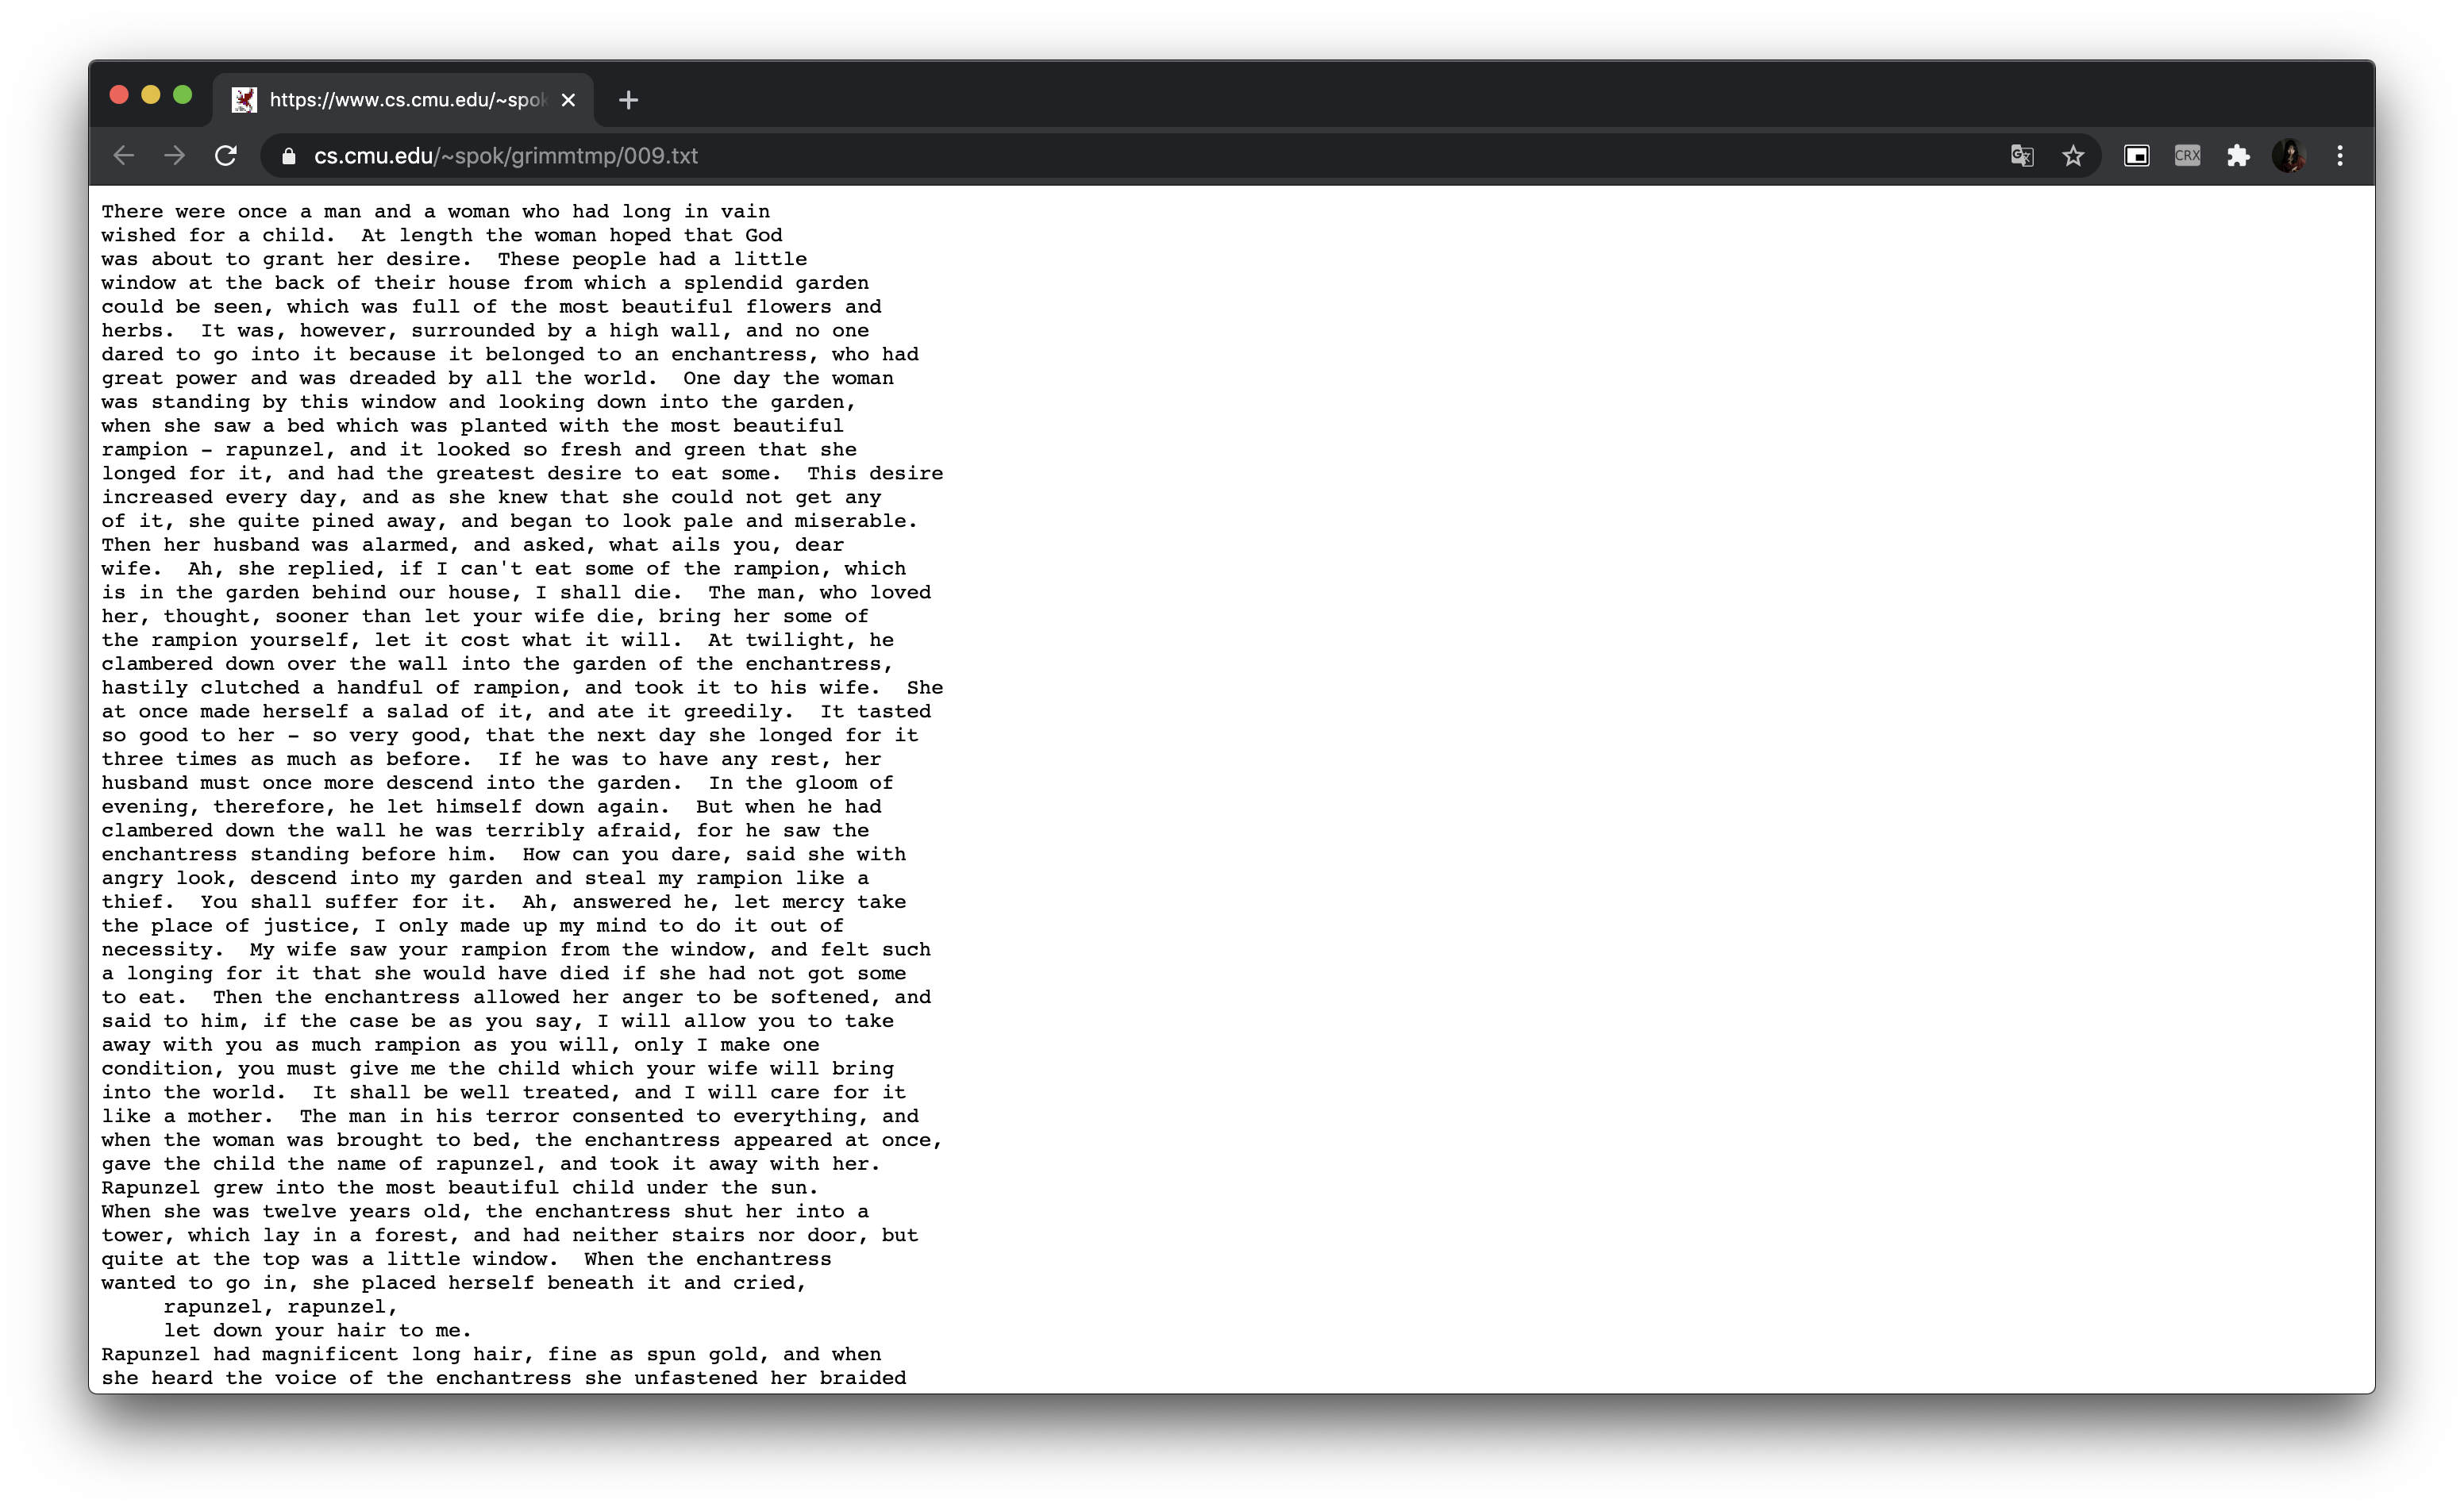 https://www.cs.cmu.edu/~spok
cs.cmu.edu/~spok/grimmtmp/009.txt
CRX
There were once a man and a woman who had long in vain
wished for a child.  At length the woman hoped that God
was about to grant her desire.  These people had a little
window at the back of their house from which a splendid garden
could be seen, which was full of the most beautiful flowers and
herbs.  It was, however, surrounded by a high wall, and no one
dared to go into it because it belonged to an enchantress, who had
great power and was dreaded by all the world.  One day the woman
was standing by this window and looking down into the garden,
when she saw a bed which was planted with the most beautiful
rampion - rapunzel, and it looked so fresh and green that she
longed for it, and had the greatest desire to eat some.  This desire
increased every day, and as she knew that she could not get any
of it, she quite pined away, and began to look pale and miserable.
Then her husband was alarmed, and asked, what ails you, dear
wife.  Ah, she replied, if I can't eat some of the rampion, which
is in the garden behind our house, I shall die.  The man, who loved
her, thought, sooner than let your wife die, bring her some of
the rampion yourself, let it cost what it will.  At twilight, he
clambered down over the wall into the garden of the enchantress,
hastily clutched a handful of rampion, and took it to his wife.  She
at once made herself a salad of it, and ate it greedily.  It tasted
so good to her - so very good, that the next day she longed for it
three times as much as before.  If he was to have any rest, her
husband must once more descend into the garden.  In the gloom of
evening, therefore, he let himself down again.  But when he had
clambered down the wall he was terribly afraid, for he saw the
enchantress standing before him.  How can you dare, said she with
angry look, descend into my garden and steal my rampion like a
thief.  You shall suffer for it.  Ah, answered he, let mercy take
the place of justice, I only made up my mind to do it out of
necessity.  My wife saw your rampion from the window, and felt such
a longing for it that she would have died if she had not got some
to eat.  Then the enchantress allowed her anger to be softened, and
said to him, if the case be as you say, I will allow you to take
away with you as much rampion as you will, only I make one
condition, you must give me the child which your wife will bring
into the world.  It shall be well treated, and I will care for it
like a mother.  The man in his terror consented to everything, and
when the woman was brought to bed, the enchantress appeared at once,
gave the child the name of rapunzel, and took it away with her.
Rapunzel grew into the most beautiful child under the sun.
When she was twelve years old, the enchantress shut her into a
tower, which lay in a forest, and had neither stairs nor door, but
quite at the top was a little window.  When the enchantress
wanted to go in, she placed herself beneath it and cried,
     rapunzel, rapunzel,
     let down your hair to me.
Rapunzel had magnificent long hair, fine as spun gold, and when
she heard the voice of the enchantress she unfastened her braided